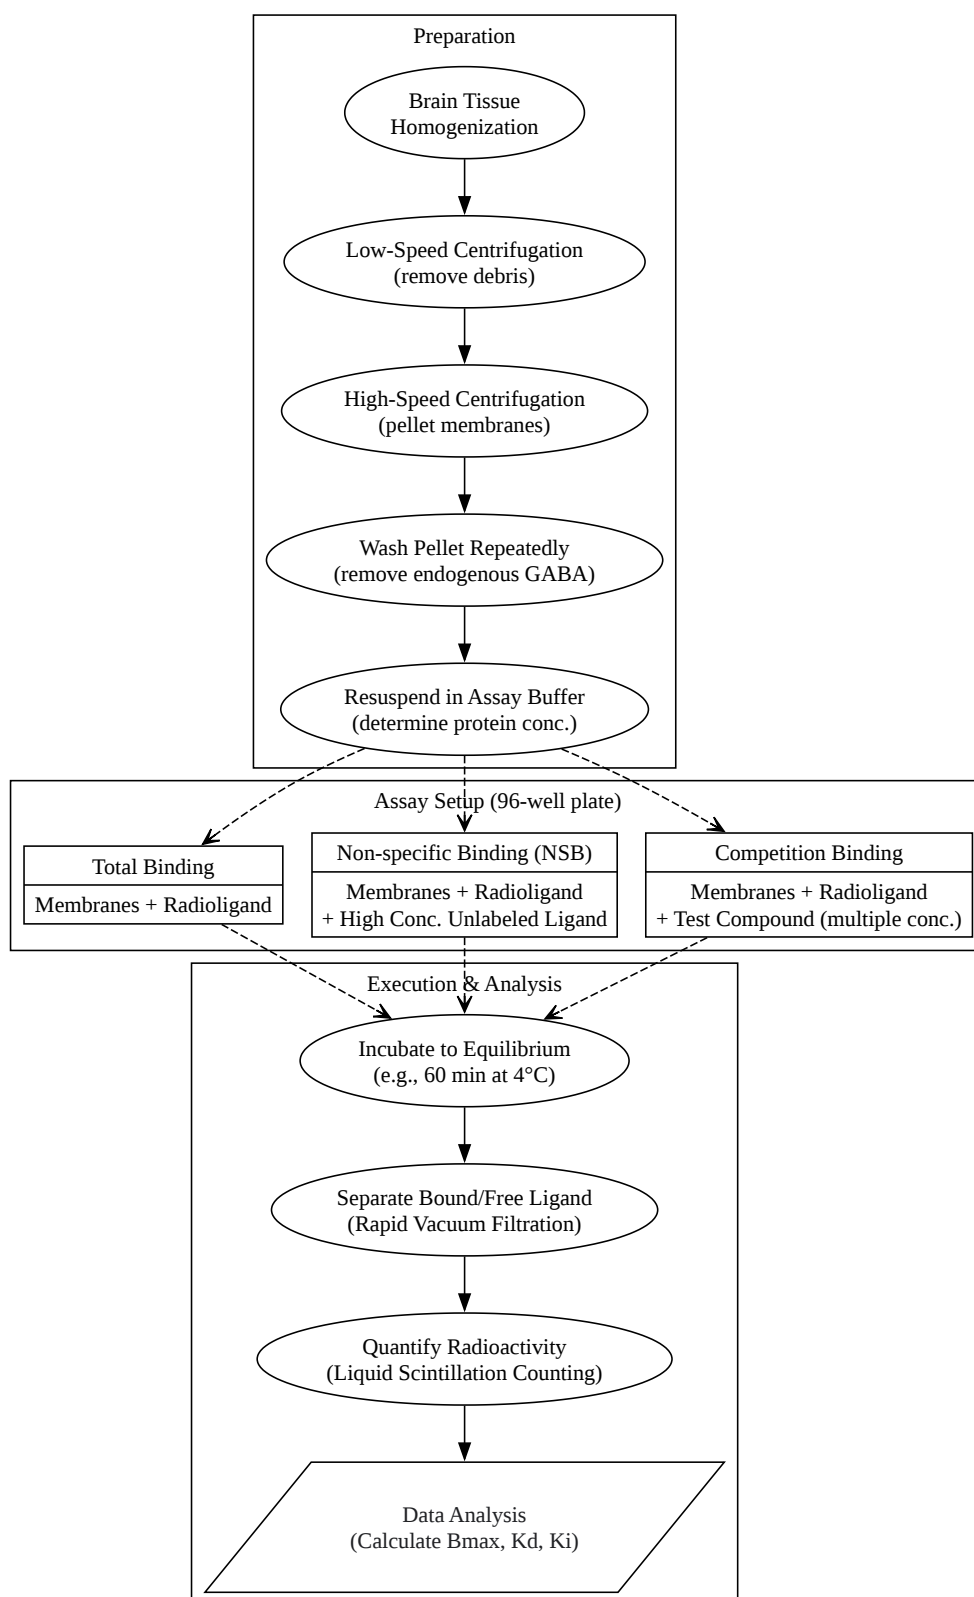 Preparation
Brain Tissue
Homogenization
Low-Speed Centrifugation
(remove debris)
High-Speed Centrifugation
(pellet membranes)
Wash Pellet Repeatedly
(remove endogenous GABA)
Resuspend in Assay Buffer
(determine protein conc.)
Assay Setup (96-well plate)
Total Binding
Membranes + Radioligand
Non-specific Binding (NSB)
Membranes + Radioligand
+ High Conc. Unlabeled Ligand
Competition Binding
Membranes + Radioligand
+ Test Compound (multiple conc.)
Execution & Analysis
Incubate to Equilibrium
(e.g., 60 min at 4°C)
Separate Bound/Free Ligand
(Rapid Vacuum Filtration)
Quantify Radioactivity
(Liquid Scintillation Counting)
Data Analysis
(Calculate Bmax, Kd, Ki)